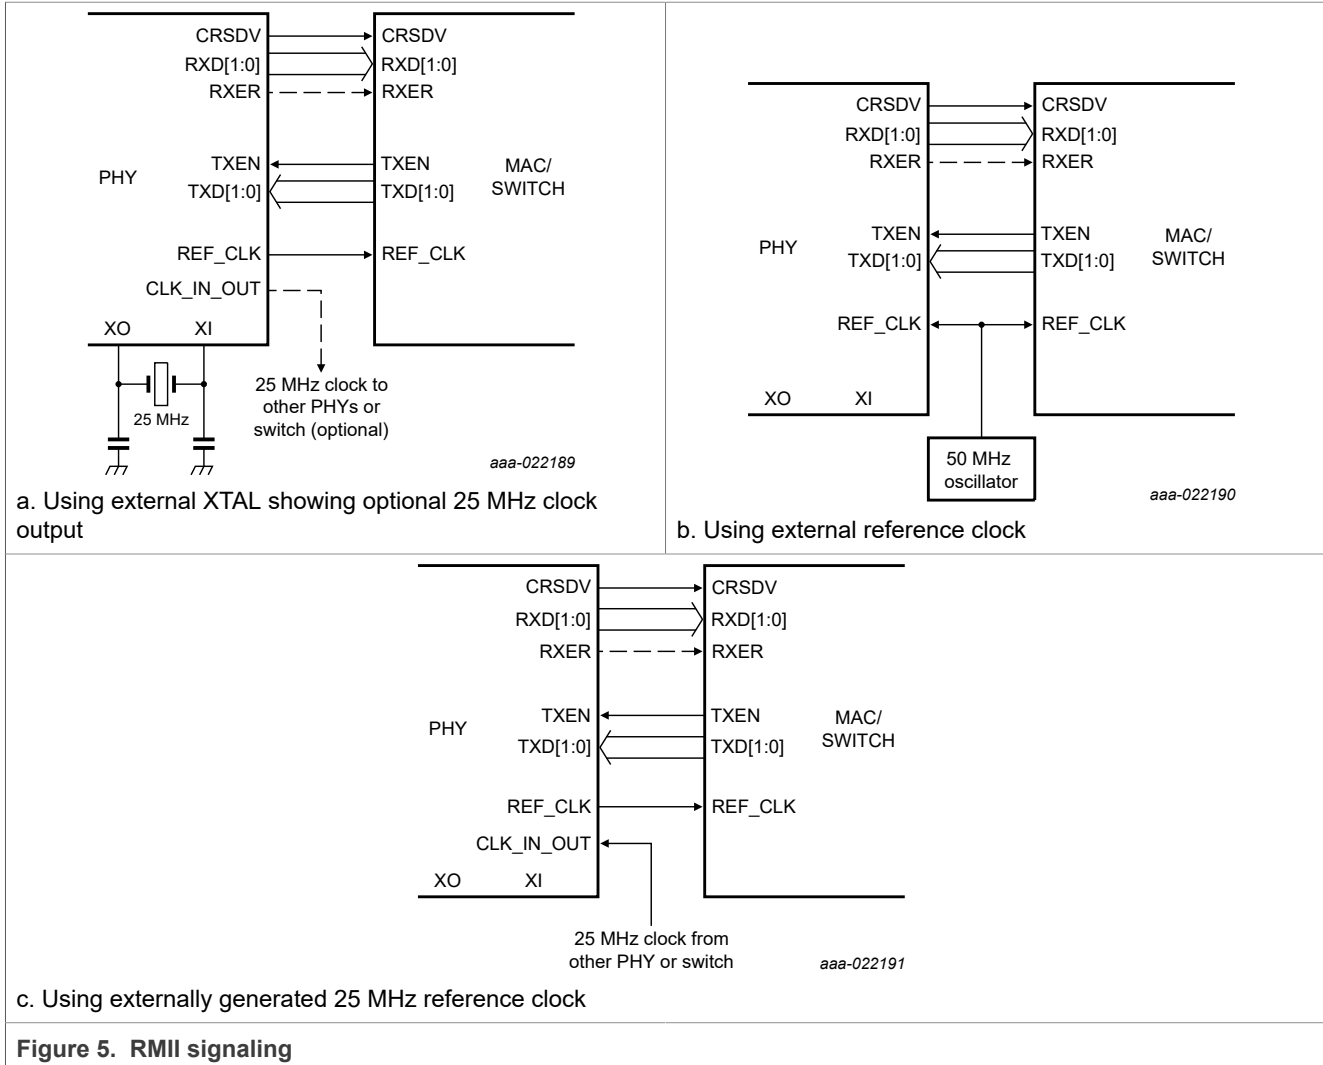 CRSDV CRSDV
RXD[1:0] RXD[1:0]
RXER RXER
TXEN TXEN
PHY MAC/
SWITCH
TXD[1:0] TXD[1:0]
REF_CLK REF_CLK
CLK_IN_OUT
XO XI
25 MHz
25 MHz clock to
other PHYs or
switch (optional)
aaa-022189
a. Using external XTAL showing optional 25 MHz clock
output
CRSDV CRSDV
RXD[1:0] RXD[1:0]
RXER RXER
TXEN TXEN
PHY MAC/
SWITCH
TXD[1:0] TXD[1:0]
REF_CLK REF_CLK
XO XI
50 MHz
oscillator
aaa-022190
b. Using external reference clock
CRSDV CRSDV
RXD[1:0] RXD[1:0]
RXER RXER
TXEN TXEN
PHY MAC/
SWITCH
TXD[1:0] TXD[1:0]
REF_CLK REF_CLK
CLK_IN_OUT
XO XI
25 MHz clock from
other PHY or switch
aaa-022191
c. Using externally generated 25 MHz reference clock
Figure 5. RMII signaling